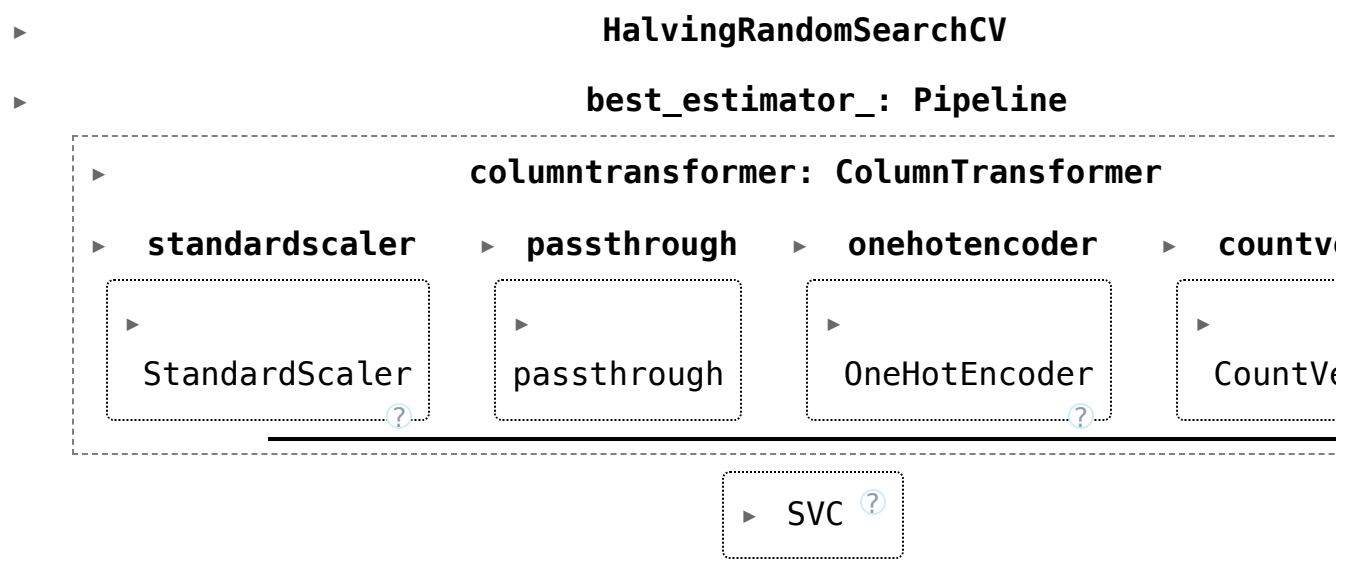 ▸ HalvingRandomSearchCV
▸ best_estimator_: Pipeline
▸ columntransformer: ColumnTransformer
▸ standardscaler ▸ passthrough ▸ onehotencoder ▸
▸ ▸ ▸ ▸
StandardScaler passthrough OneHotEncoder
? ?
▸ SVC ?